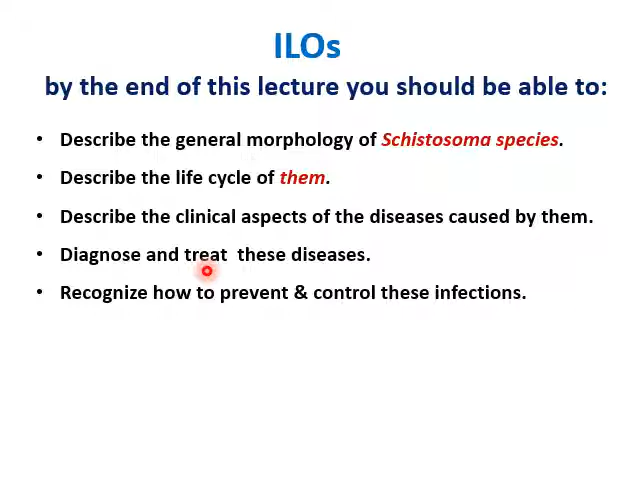 ILOs
by the end of this lecture you should be able to:
• Describe the general morphology of Schistosoma species.
• Describe the life cycle of them.
• Describe the clinical aspects of the diseases caused by them.
• Diagnose and treat  these diseases.
• Recognize how to prevent & control these infections.